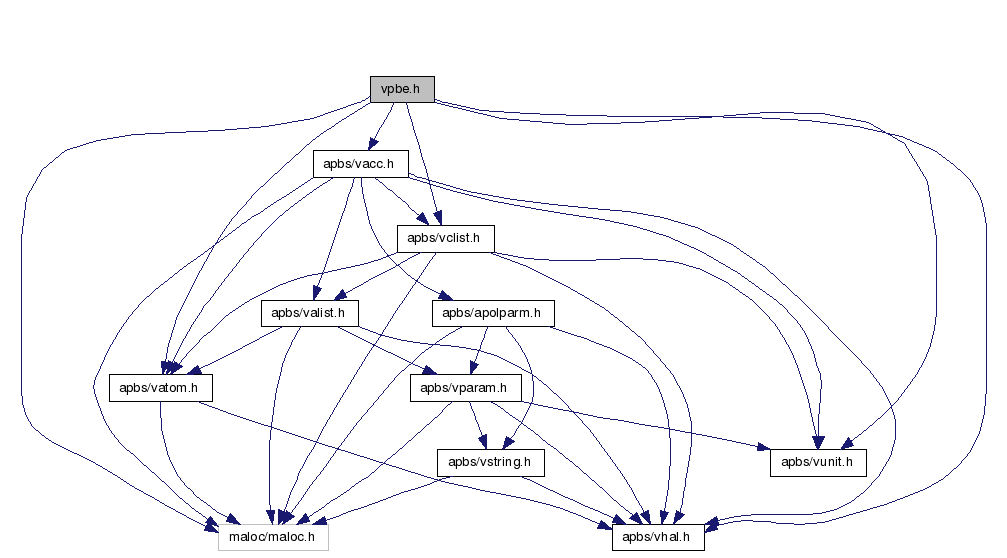 vpbe.h
apbs/vacc.h
apbs/vclist.h
apbs/valist.h
apbs/apolparm.h
apbs/vatom.h
apbs/vparam.h
apbs/vstring.h
apbs/vunit.h
maloc/maloc.h
apbs/vhal.h